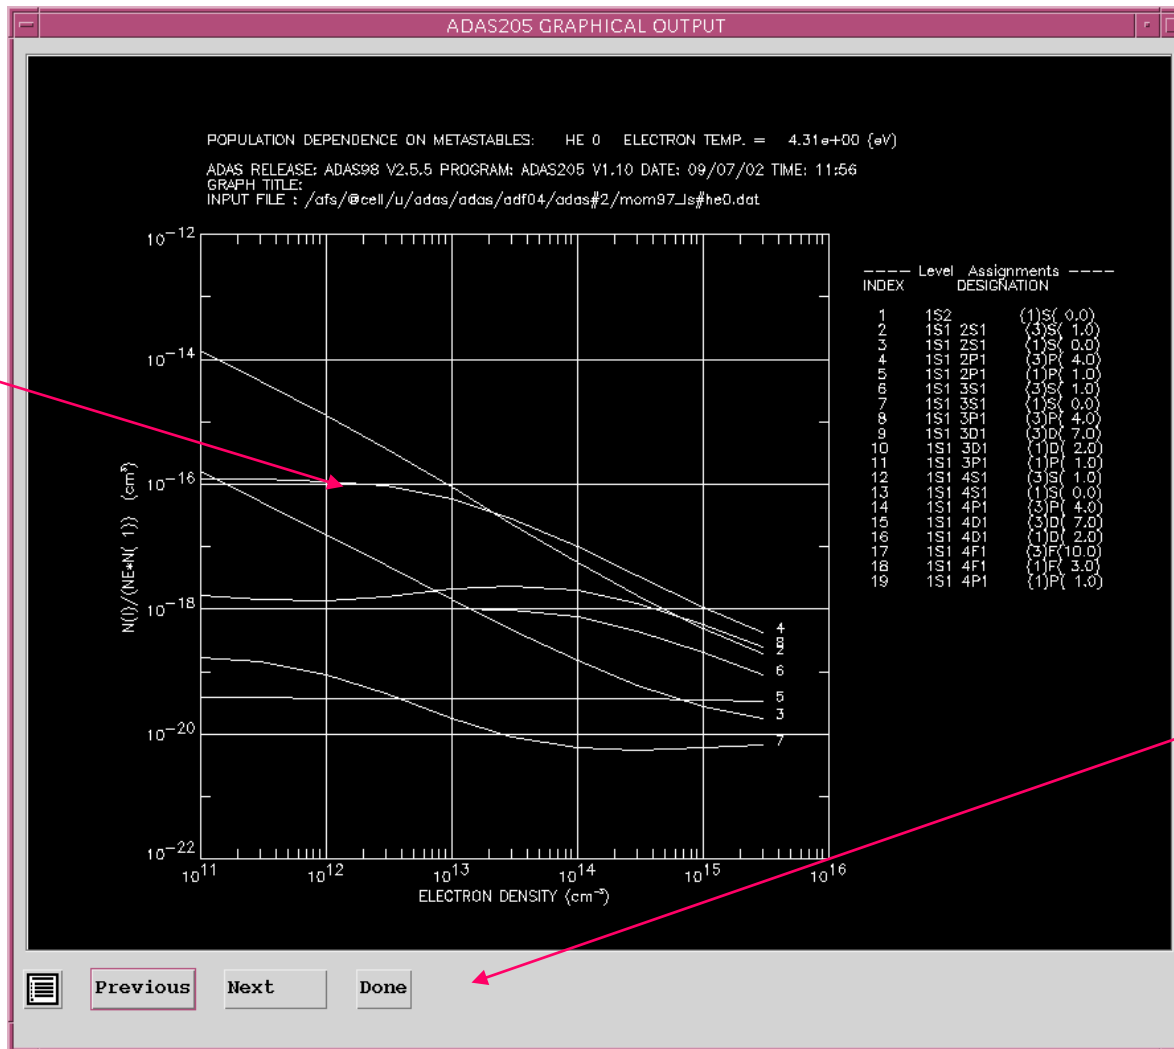 ADAS205 GRAPHICAL OUTPUT
POPULATION DEPENDENCE ON METASTABLES: HE 0 ELECTRON TEMP. = 4.31e+00 (eV)
ADAS RELEASE: ADAS98 V2.5.5 PROGRAM: ADAS205 V1.10 DATE: 09/07/02 TIME: 11:56
GRAPH TITLE:
INPUT FILE : /afs/@cell/u/adas/adas/adf04/adas#2/mom97_ls#he0.dat
10⁻¹²
10⁻¹⁴
10⁻¹⁶
10⁻¹⁸
10⁻²⁰
10⁻²²
N(I)/(NE*N( 1)) (cm³)
4
8
2
6
5
3
7
10¹¹ 10¹² 10¹³ 10¹⁴ 10¹⁵ 10¹⁶
ELECTRON DENSITY (cm⁻³)
---- Level Assignments ----
INDEX DESIGNATION
1 1S2 (1)S( 0.0)
2 1S1 2S1 (3)S( 1.0)
3 1S1 2S1 (1)S( 0.0)
4 1S1 2P1 (3)P( 4.0)
5 1S1 2P1 (1)P( 1.0)
6 1S1 3S1 (3)S( 1.0)
7 1S1 3S1 (1)S( 0.0)
8 1S1 3P1 (3)P( 4.0)
9 1S1 3D1 (3)D( 7.0)
10 1S1 3D1 (1)D( 2.0)
11 1S1 3P1 (1)P( 1.0)
12 1S1 4S1 (3)S( 1.0)
13 1S1 4S1 (1)S( 0.0)
14 1S1 4P1 (3)P( 4.0)
15 1S1 4D1 (3)D( 7.0)
16 1S1 4D1 (1)D( 2.0)
17 1S1 4F1 (3)F(10.0)
18 1S1 4F1 (1)F( 3.0)
19 1S1 4P1 (1)P( 1.0)
Previous Next Done